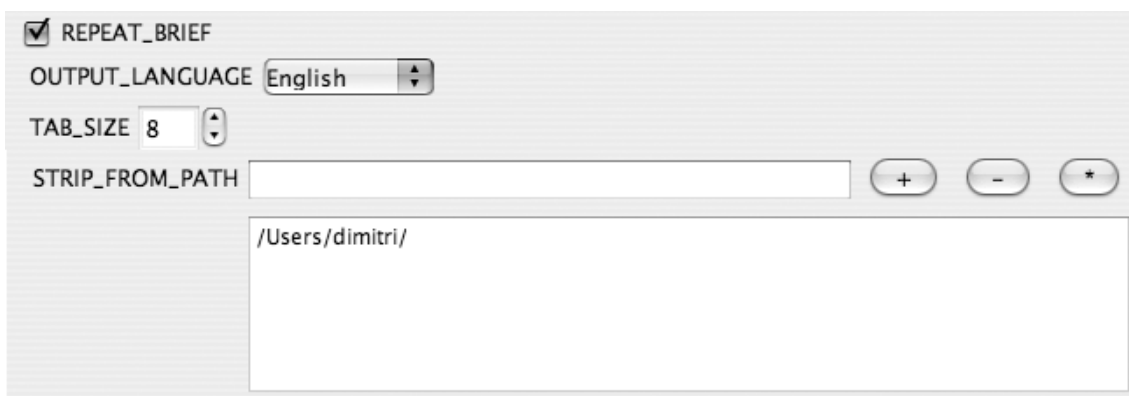 REPEAT_BRIEF
OUTPUT_LANGUAGE English
TAB_SIZE 8
STRIP_FROM_PATH + - *
/Users/dimitri/